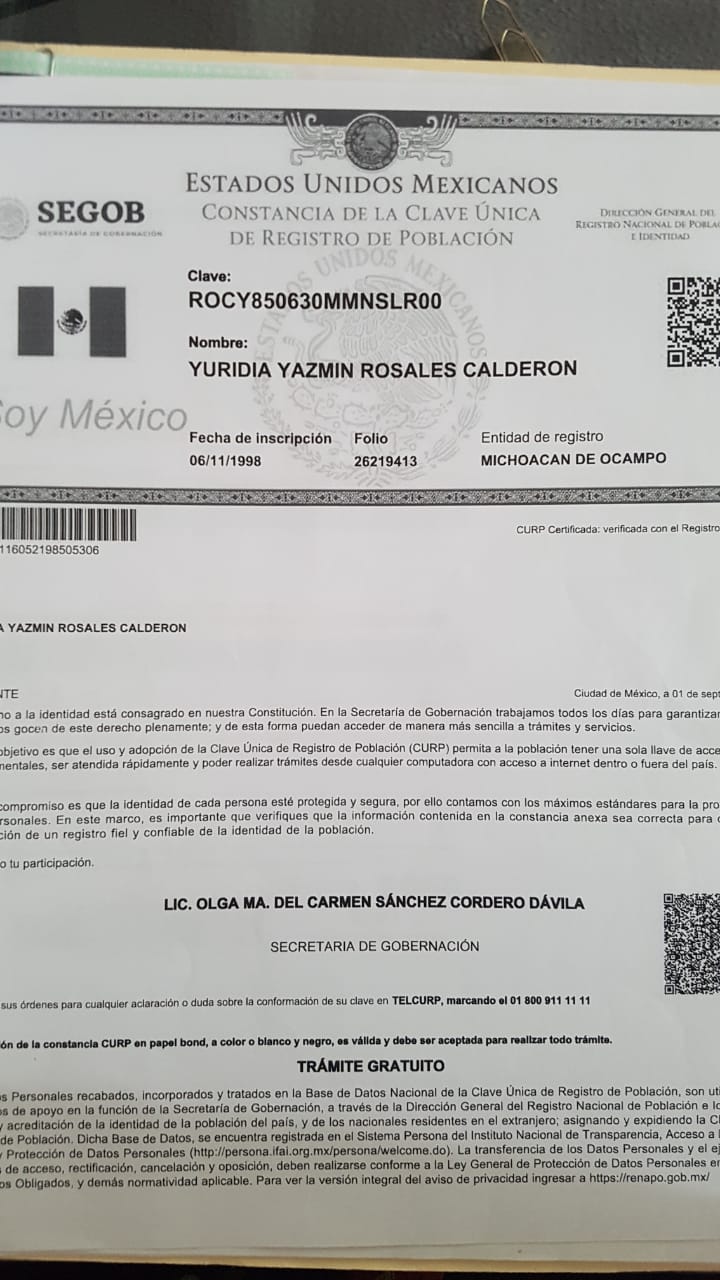 ESTADOS UNIDOS MEXICANOS
CONSTANCIA DE LA CLAVE ÚNICA
DE REGISTRO DE POBLACIÓN
SEGOB
SECRETARÍA DE GOBERNACIÓN
DIRECCIÓN GENERAL DEL
REGISTRO NACIONAL DE
E IDENTIDAD
Clave:
ROCY850630MMNSLR00
Nombre:
YURIDIA YAZMIN ROSALES CALDERON
Soy México
Fecha de inscripción Folio Entidad de registro
06/11/1998 26219413 MICHOACAN DE OCAMPO
ESTADOS UNIDOS MEXICANOS
116052198505306
CURP Certificada: verificada con el Registro
A YAZMIN ROSALES CALDERON
NTE
Ciudad de México, a 01 de sept
ho a la identidad está consagrado en nuestra Constitución. En la Secretaría de Gobernación trabajamos todos los días para garantizar
os gocen de este derecho plenamente; y de esta forma puedan acceder de manera más sencilla a trámites y servicios.
objetivo es que el uso y adopción de la Clave Única de Registro de Población (CURP) permita a la población tener una sola llave de acce
mentales, ser atendida rápidamente y poder realizar trámites desde cualquier computadora con acceso a internet dentro o fuera del país.
compromiso es que la identidad de cada persona esté protegida y segura, por ello contamos con los máximos estándares para la pro
rsonales. En este marco, es importante que verifiques que la información contenida en la constancia anexa sea correcta para
ción de un registro fiel y confiable de la identidad de la población.
o tu participación.
LIC. OLGA MA. DEL CARMEN SÁNCHEZ CORDERO DÁVILA
SECRETARIA DE GOBERNACIÓN
sus órdenes para cualquier aclaración o duda sobre la conformación de su clave en TELCURP, marcando el 01 800 911 11 11
ón de la constancia CURP en papel bond, a color o blanco y negro, es válida y debe ser aceptada para realizar todo trámite.
TRÁMITE GRATUITO
s Personales recabados, incorporados y tratados en la Base de Datos Nacional de la Clave Única de Registro de Población, son uti
os de apoyo en la función de la Secretaría de Gobernación, a través de la Dirección General del Registro Nacional de Población e
y acreditación de la identidad de la población del país, y de los nacionales residentes en el extranjero; asignando y expidiendo la
de Población. Dicha Base de Datos, se encuentra registrada en el Sistema Persona del Instituto Nacional de Transparencia, Acceso a
y Protección de Datos Personales (http://persona.ifai.org.mx/persona/welcome.do). La transferencia de los Datos Personales y el
de acceso, rectificación, cancelación y oposición, deben realizarse conforme a la Ley General de Protección de Datos Personales
os Obligados, y demás normatividad aplicable. Para ver la versión integral del aviso de privacidad ingresar a https://renapo.gob.mx/